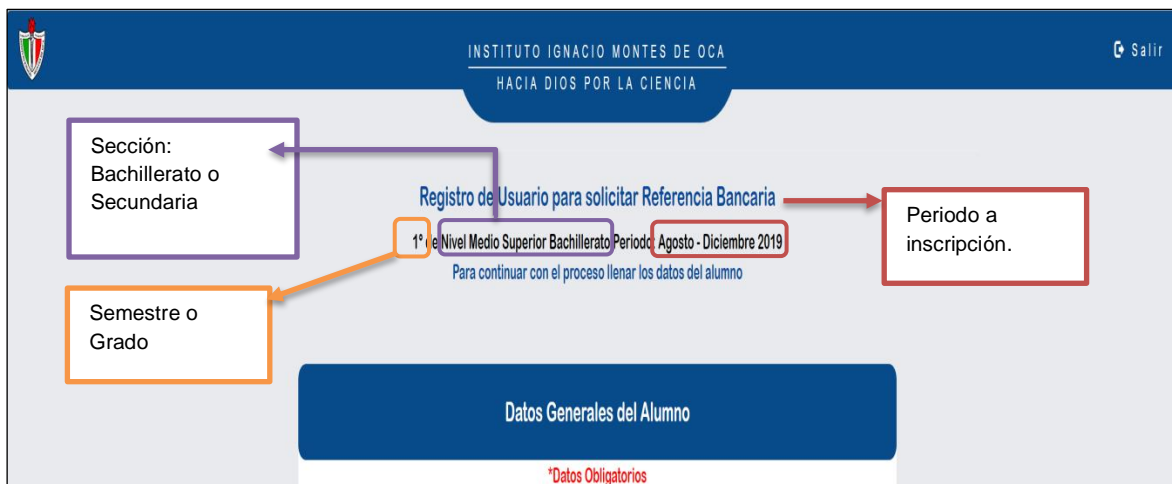 INSTITUTO IGNACIO MONTES DE OCA
Salir
HACIA DIOS POR LA CIENCIA
Sección:
Bachillerato o
Secundaria
Registro de Usuario para solicitar Referencia Bancaria
Periodo a
inscripción.
1º de Nivel Medio Superior Bachillerato Periodo: Agosto - Diciembre 2019
Para continuar con el proceso llenar los datos del alumno
Semestre o
Grado
Datos Generales del Alumno
*Datos Obligatorios